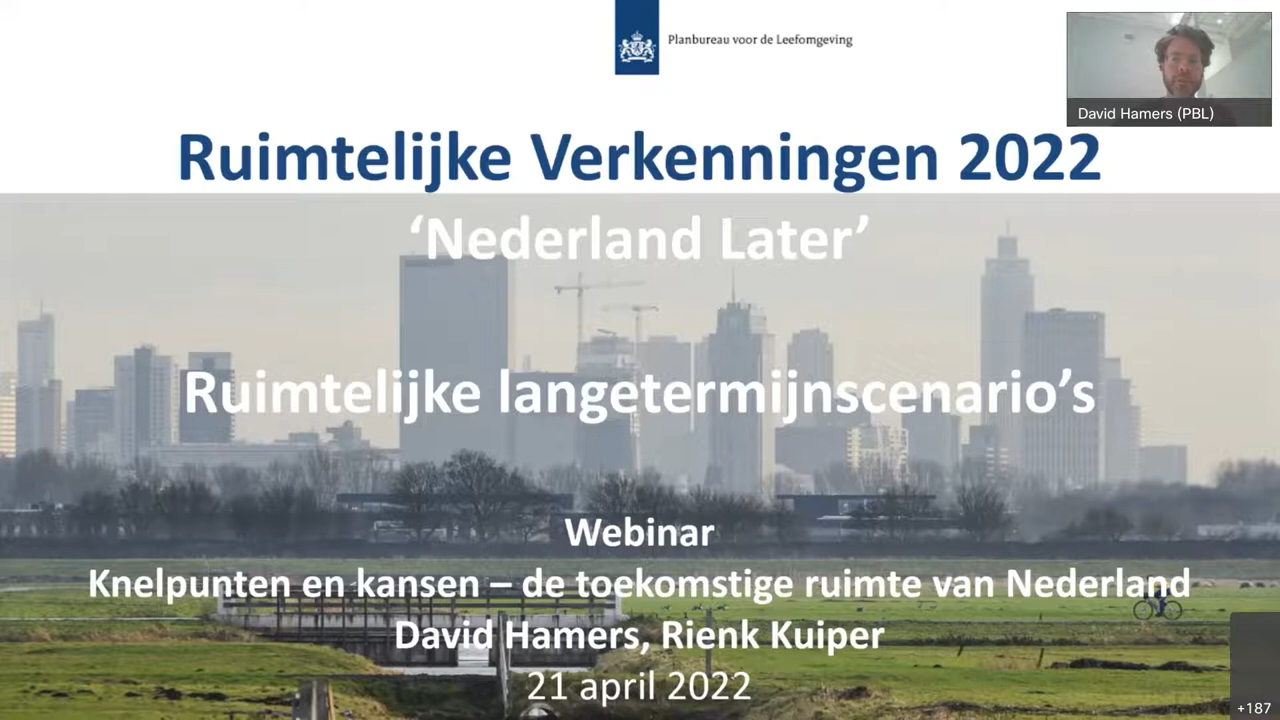 Planbureau voor de Leefomgeving
David Hamers (PBL)
Ruimtelijke Verkenningen 2022
‘Nederland Later’
Ruimtelijke langetermijnscenario’s
Webinar
Knelpunten en kansen – de toekomstige ruimte van Nederland
David Hamers, Rienk Kuiper
21 april 2022
+187